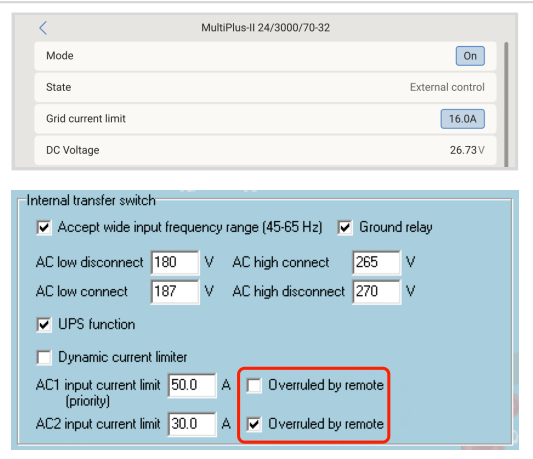 MultiPlus-II 24/3000/70-32
Mode On
State External control
Grid current limit 16.0A
DC Voltage 26.73V
Internal transfer switch
Accept wide input frequency range (45-65 Hz) Ground relay
AC low disconnect 180 V AC high connect 265 V
AC low connect 187 V AC high disconnect 270 V
UPS function
Dynamic current limiter
AC1 input current limit 50.0 A Overruled by remote
(priority)
AC2 input current limit 30.0 A Overruled by remote